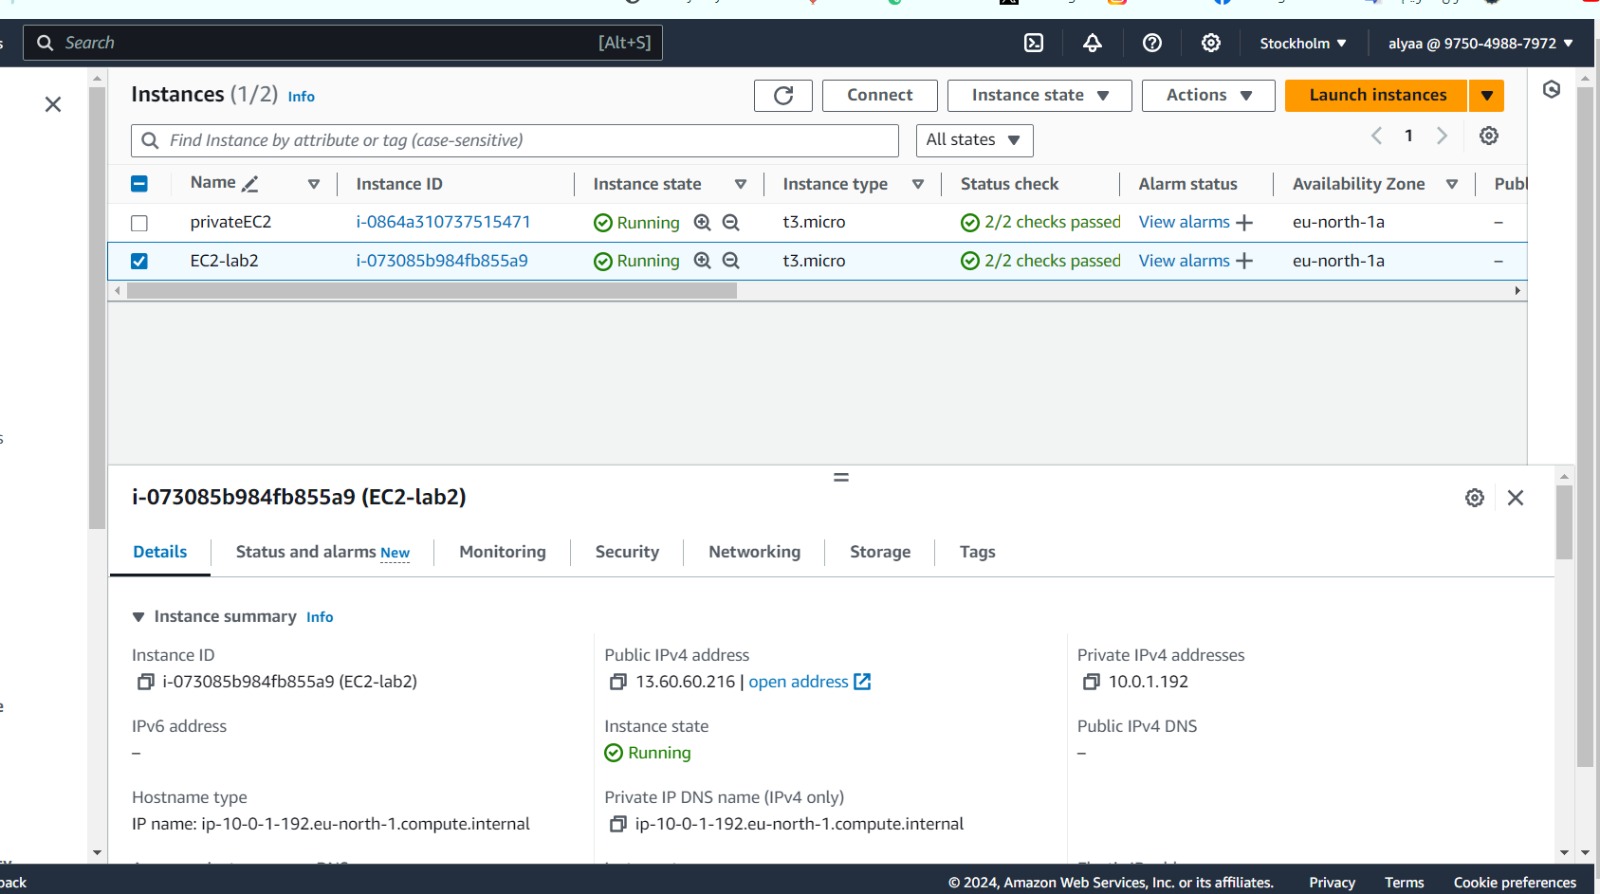 Search [Alt+S] Stockholm alyaa @ 9750-4988-7972
Instances (1/2) Info Connect Instance state Actions Launch instances
Find Instance by attribute or tag (case-sensitive) All states 1
Name Instance ID Instance state Instance type Status check Alarm status Availability Zone Publ
privateEC2 i-0864a310737515471 Running t3.micro 2/2 checks passed View alarms + eu-north-1a –
EC2-lab2 i-073085b984fb855a9 Running t3.micro 2/2 checks passed View alarms + eu-north-1a –
i-073085b984fb855a9 (EC2-lab2)
Details Status and alarms New Monitoring Security Networking Storage Tags
Instance summary Info
Instance ID
i-073085b984fb855a9 (EC2-lab2)
Public IPv4 address
13.60.60.216 | open address
Private IPv4 addresses
10.0.1.192
IPv6 address
–
Instance state
Running
Public IPv4 DNS
–
Hostname type
IP name: ip-10-0-1-192.eu-north-1.compute.internal
Private IP DNS name (IPv4 only)
ip-10-0-1-192.eu-north-1.compute.internal
back © 2024, Amazon Web Services, Inc. or its affiliates. Privacy Terms Cookie preferences